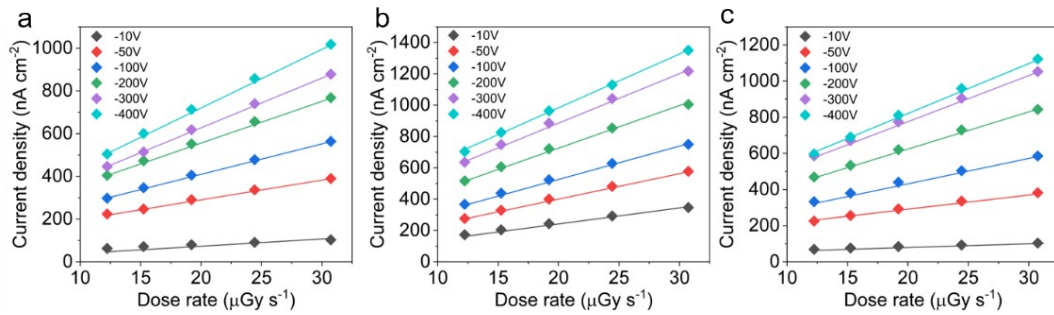 a
-10V
-50V
-100V
-200V
-300V
-400V
1000
800
600
400
200
0
10 15 20 25 30
Current density (nA cm-2)
Dose rate (μGy s-1)
b
-10V
-50V
-100V
-200V
-300V
-400V
1400
1200
1000
800
600
400
200
0
10 15 20 25 30
Current density (nA cm-2)
Dose rate (μGy s-1)
c
-10V
-50V
-100V
-200V
-300V
-400V
1200
1000
800
600
400
200
0
10 15 20 25 30
Current density (nA cm-2)
Dose rate (μGy s-1)